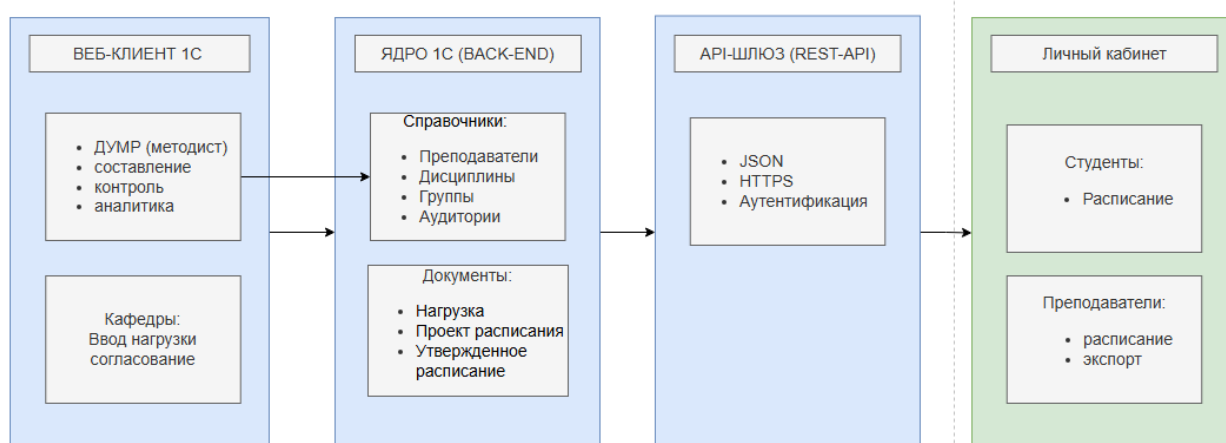 ВЕБ-КЛИЕНТ 1С
ДУМР (методист)
составление
контроль
аналитика
Кафедры:
Ввод нагрузки
согласование
ЯДРО 1С (BACK-END)
Справочники:
Преподаватели
Дисциплины
Группы
Аудитории
Документы:
Нагрузка
Проект расписания
Утвержденное
расписание
API-ШЛЮЗ (REST-API)
JSON
HTTPS
Аутентификация
Личный кабинет
Студенты:
Расписание
Преподаватели:
расписание
экспорт